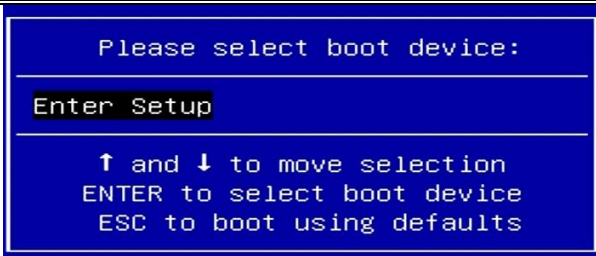 Please select boot device:
Enter Setup
↑ and ↓ to move selection
ENTER to select boot device
ESC to boot using defaults